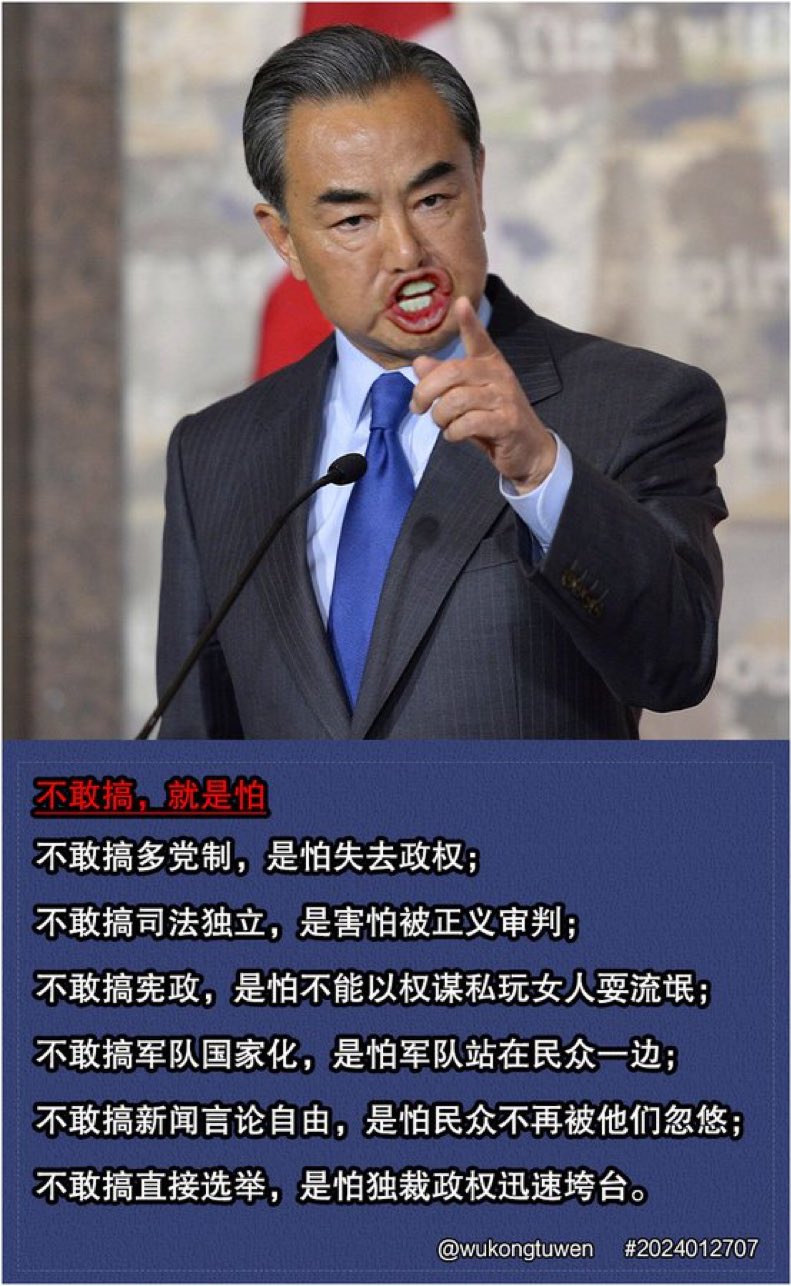 不敢搞，就是怕
不敢搞多党制，是怕失去政权；
不敢搞司法独立，是害怕被正义审判；
不敢搞宪政，是怕不能以权谋私玩女人耍流氓；
不敢搞军队国家化，是怕军队站在民众一边；
不敢搞新闻言论自由，是怕民众不再被他们忽悠；
不敢搞直接选举，是怕独裁政权迅速垮台。
@wukongtuwen #2024012707